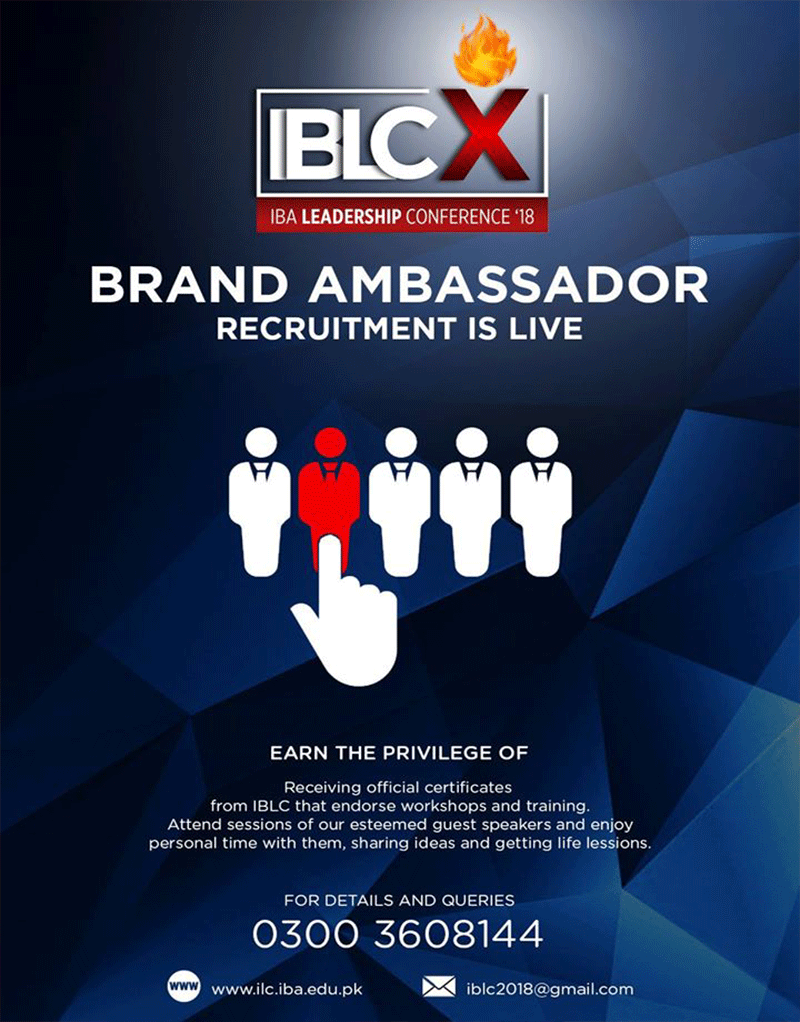 IBLC X
IBA LEADERSHIP CONFERENCE '18
BRAND AMBASSADOR
RECRUITMENT IS LIVE
EARN THE PRIVILEGE OF
Receiving official certificates
from IBLC that endorse workshops and training.
Attend sessions of our esteemed guest speakers and enjoy
personal time with them, sharing ideas and getting life lessions.
FOR DETAILS AND QUERIES
0300 3608144
www www.ilc.iba.edu.pk iblc2018@gmail.com